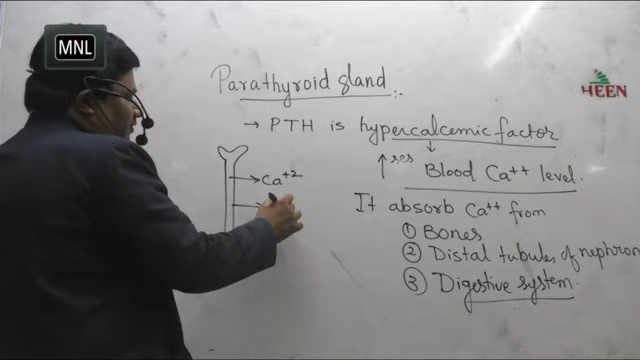 MNL
HEEN
Parathyroid gland :-
→ PTH is hypercalcemic factor
↓
↑ses Blood Ca++ level.
→ Ca+2
It absorb Ca++ from
① Bones
② Distal tubules of nephron
③ Digestive system.